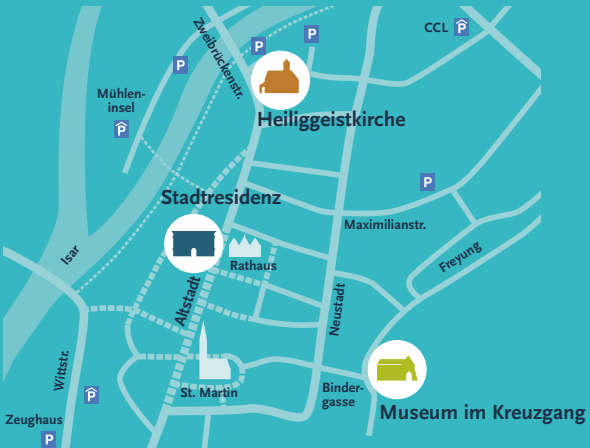 CCL P
P
P
P
Zweibrückenstr.
Mühlen-
insel
P
Heiliggeistkirche
P
Stadtresidenz
Maximilianstr.
Isar
Rathaus
Freyung
Altstadt
Neustadt
Wittstr.
P
St. Martin
Binder-
gasse
Museum im Kreuzgang
Zeughaus
P